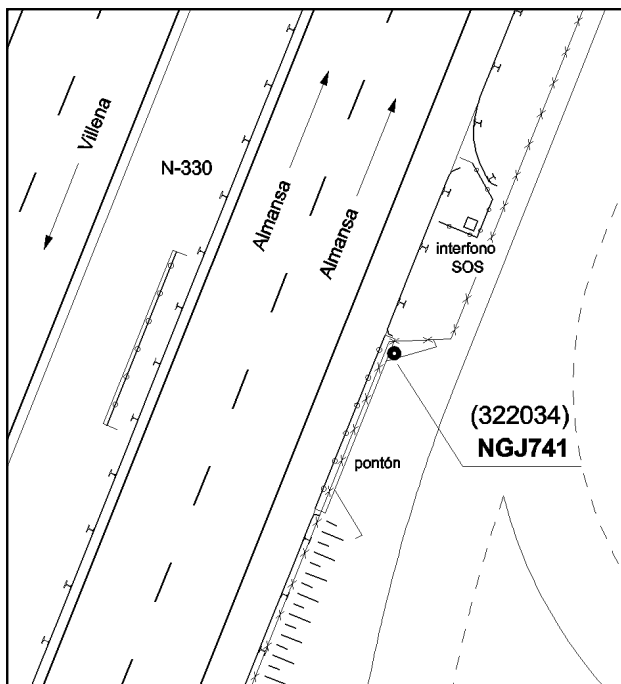 Villena
N-330
Almansa
Almansa
interfono
SOS
(322034)
NGJ741
pontón